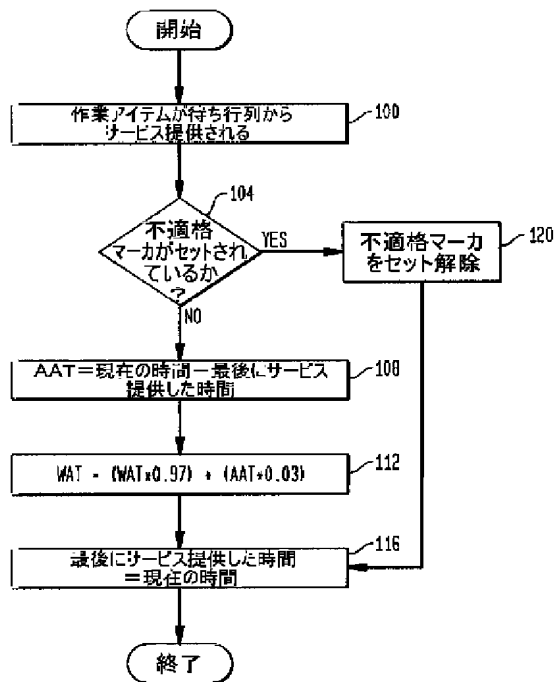 開始
作業アイテムが待ち行列から
サービス提供される
100
104
不適格
マーカがセットされ
ているか
?
YES
不適格マーカ
をセット解除
120
NO
AAT=現在の時間-最後にサービス
提供した時間
108
WAT - (WAT*0.97) + (AAT*0.03)
112
最後にサービス提供した時間
=現在の時間
116
終了